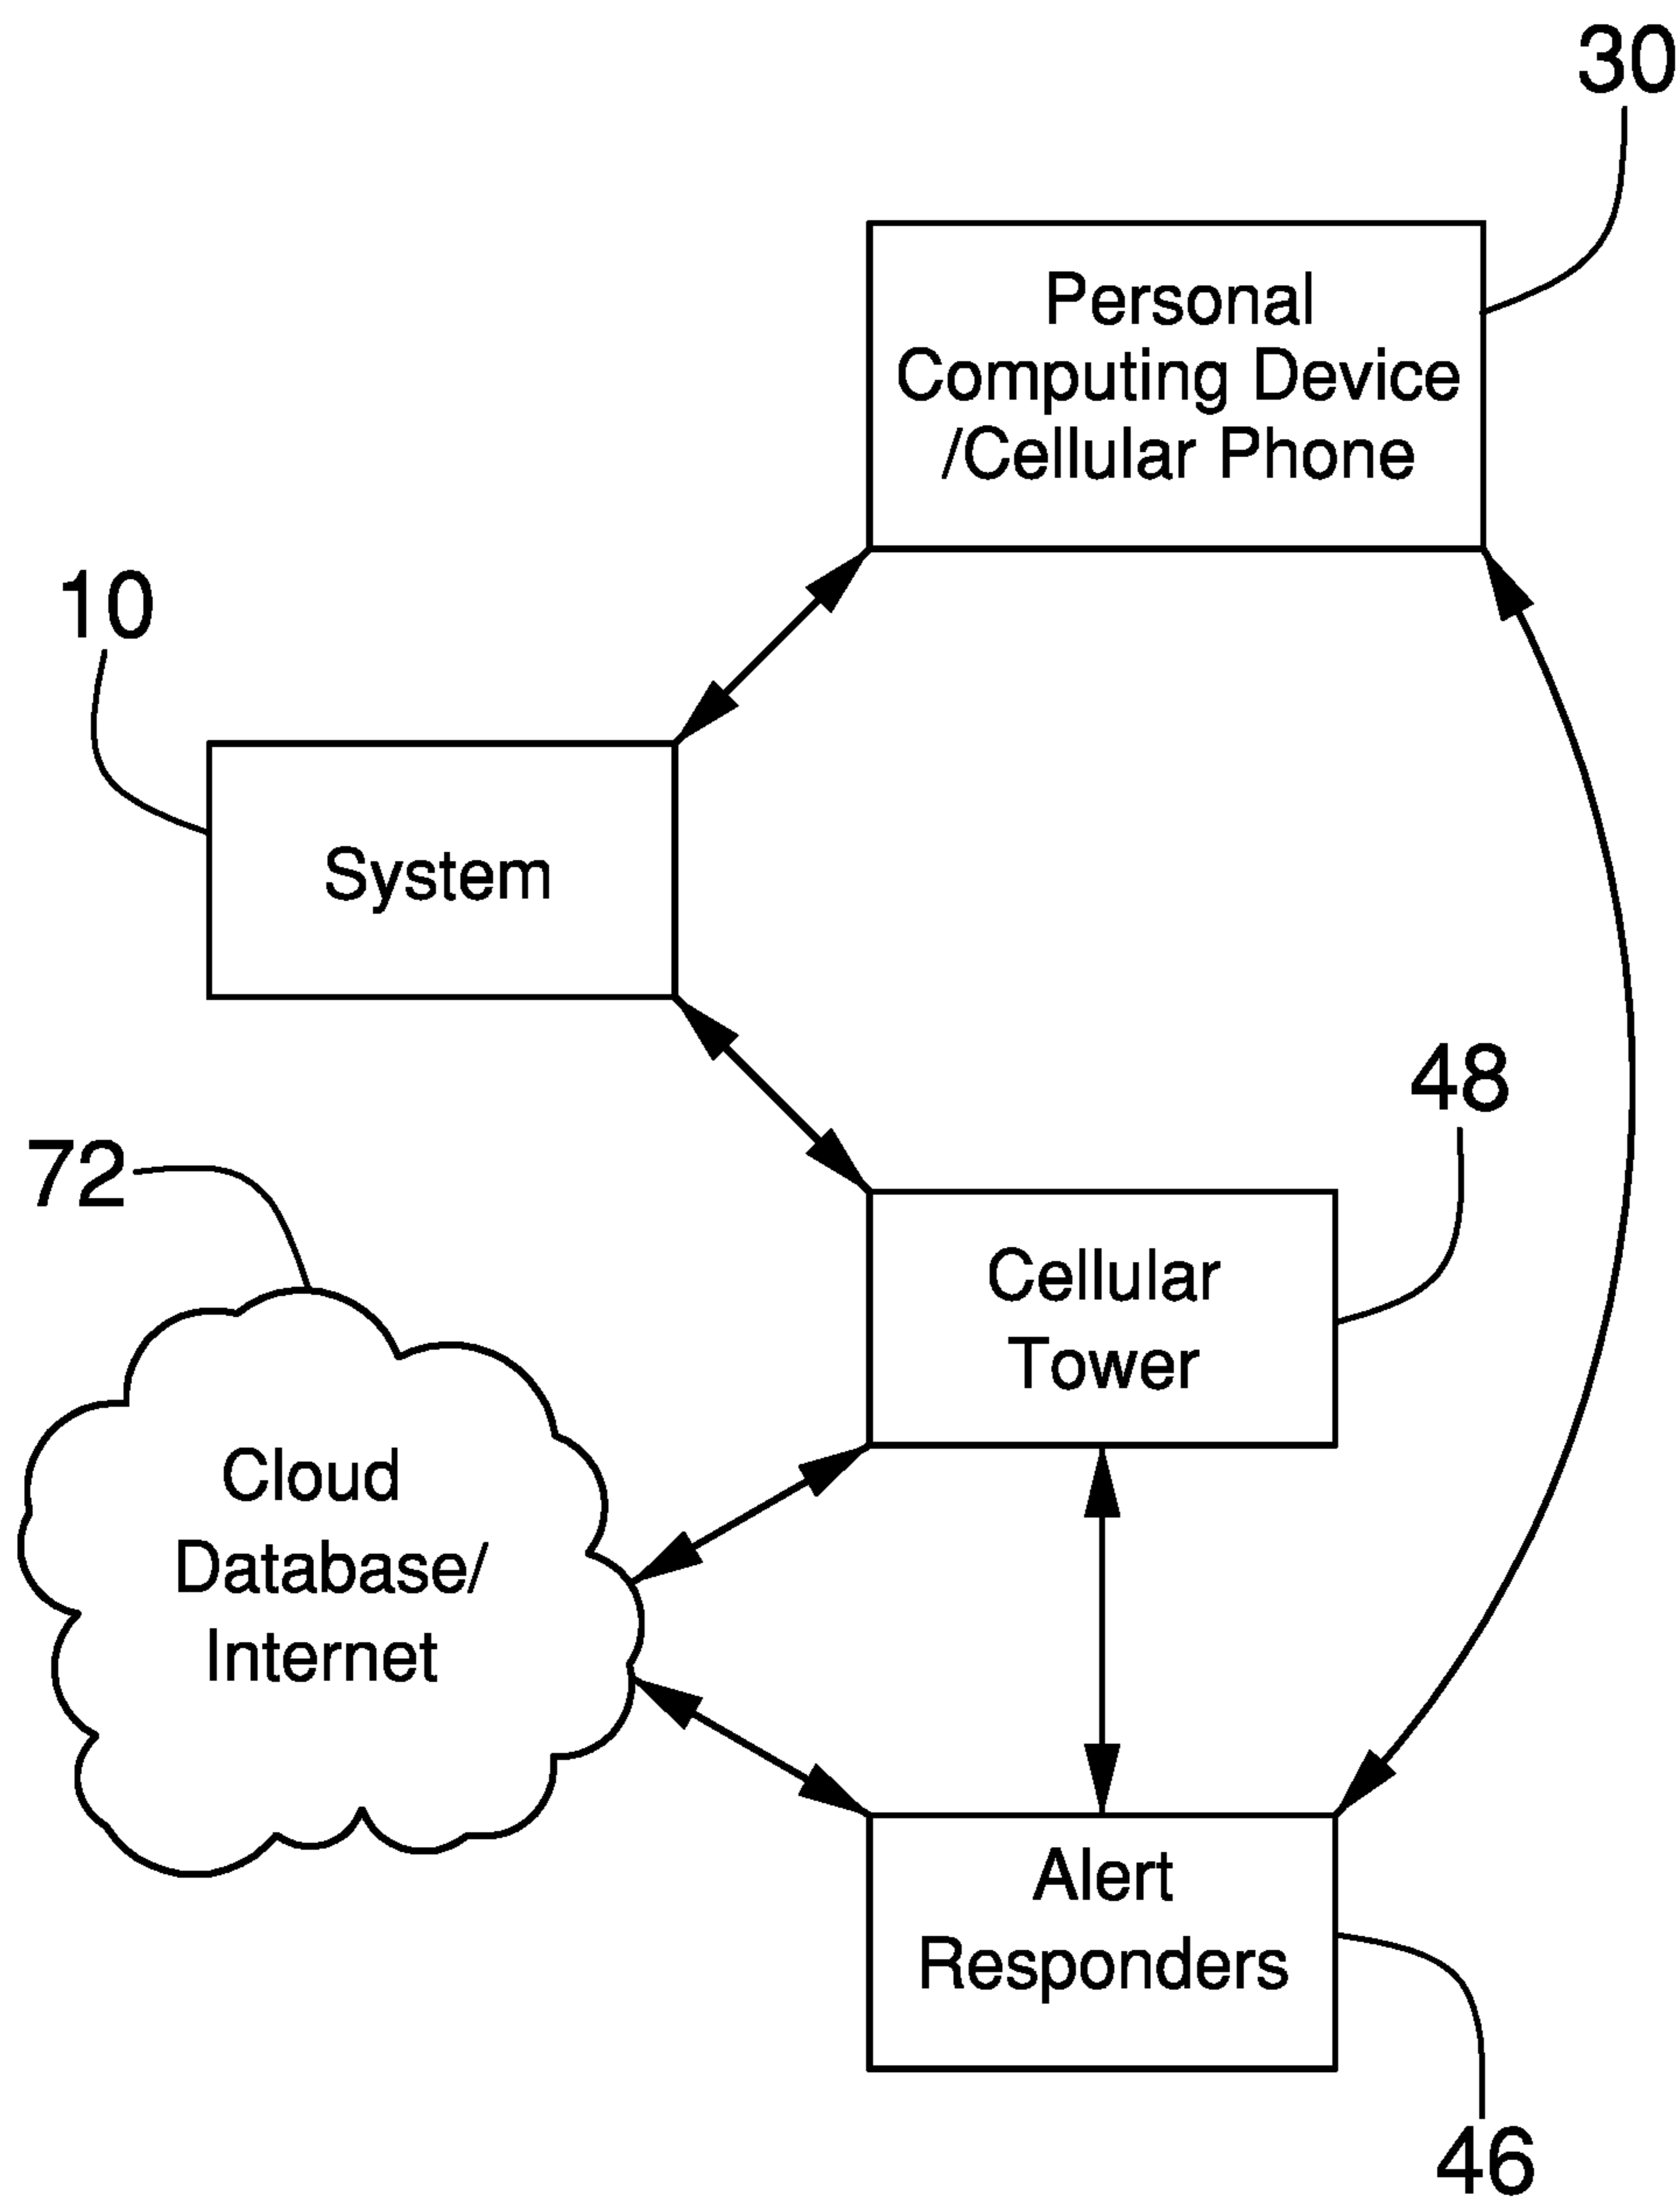 30
Personal
Computing Device
/Cellular Phone
10
System
48
72
Cellular
Tower
Cloud
Database/
Internet
Alert
Responders
46